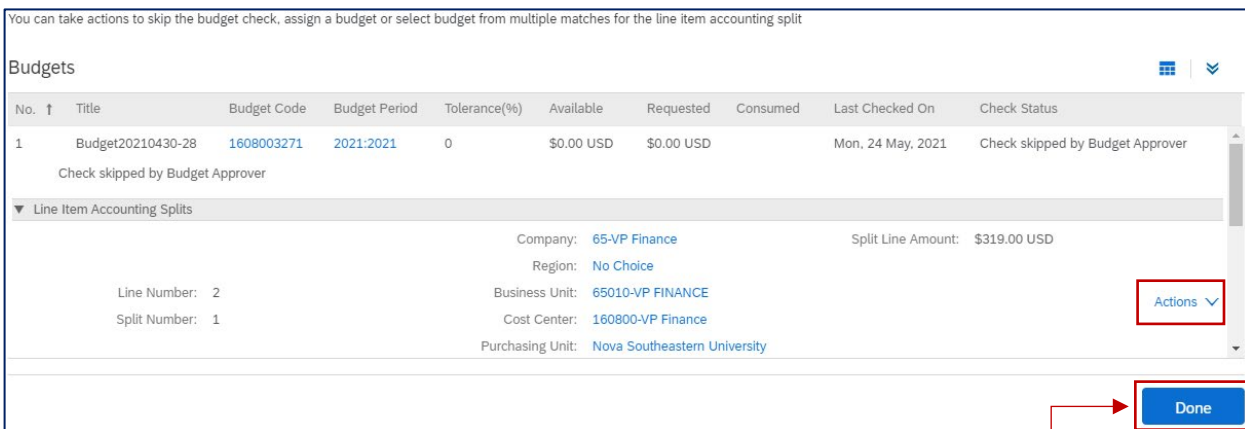 You can take actions to skip the budget check, assign a budget or select budget from multiple matches for the line item accounting split
Budgets
No. ↑ Title Budget Code Budget Period Tolerance(%) Available Requested Consumed Last Checked On Check Status
1 Budget20210430-28 1608003271 2021:2021 0 $0.00 USD $0.00 USD Mon, 24 May, 2021 Check skipped by Budget Approver
Check skipped by Budget Approver
▼ Line Item Accounting Splits
Company: 65-VP Finance Split Line Amount: $319.00 USD
Region: No Choice
Line Number: 2 Business Unit: 65010-VP FINANCE
Actions
Split Number: 1 Cost Center: 160800-VP Finance
Purchasing Unit: Nova Southeastern University
Done